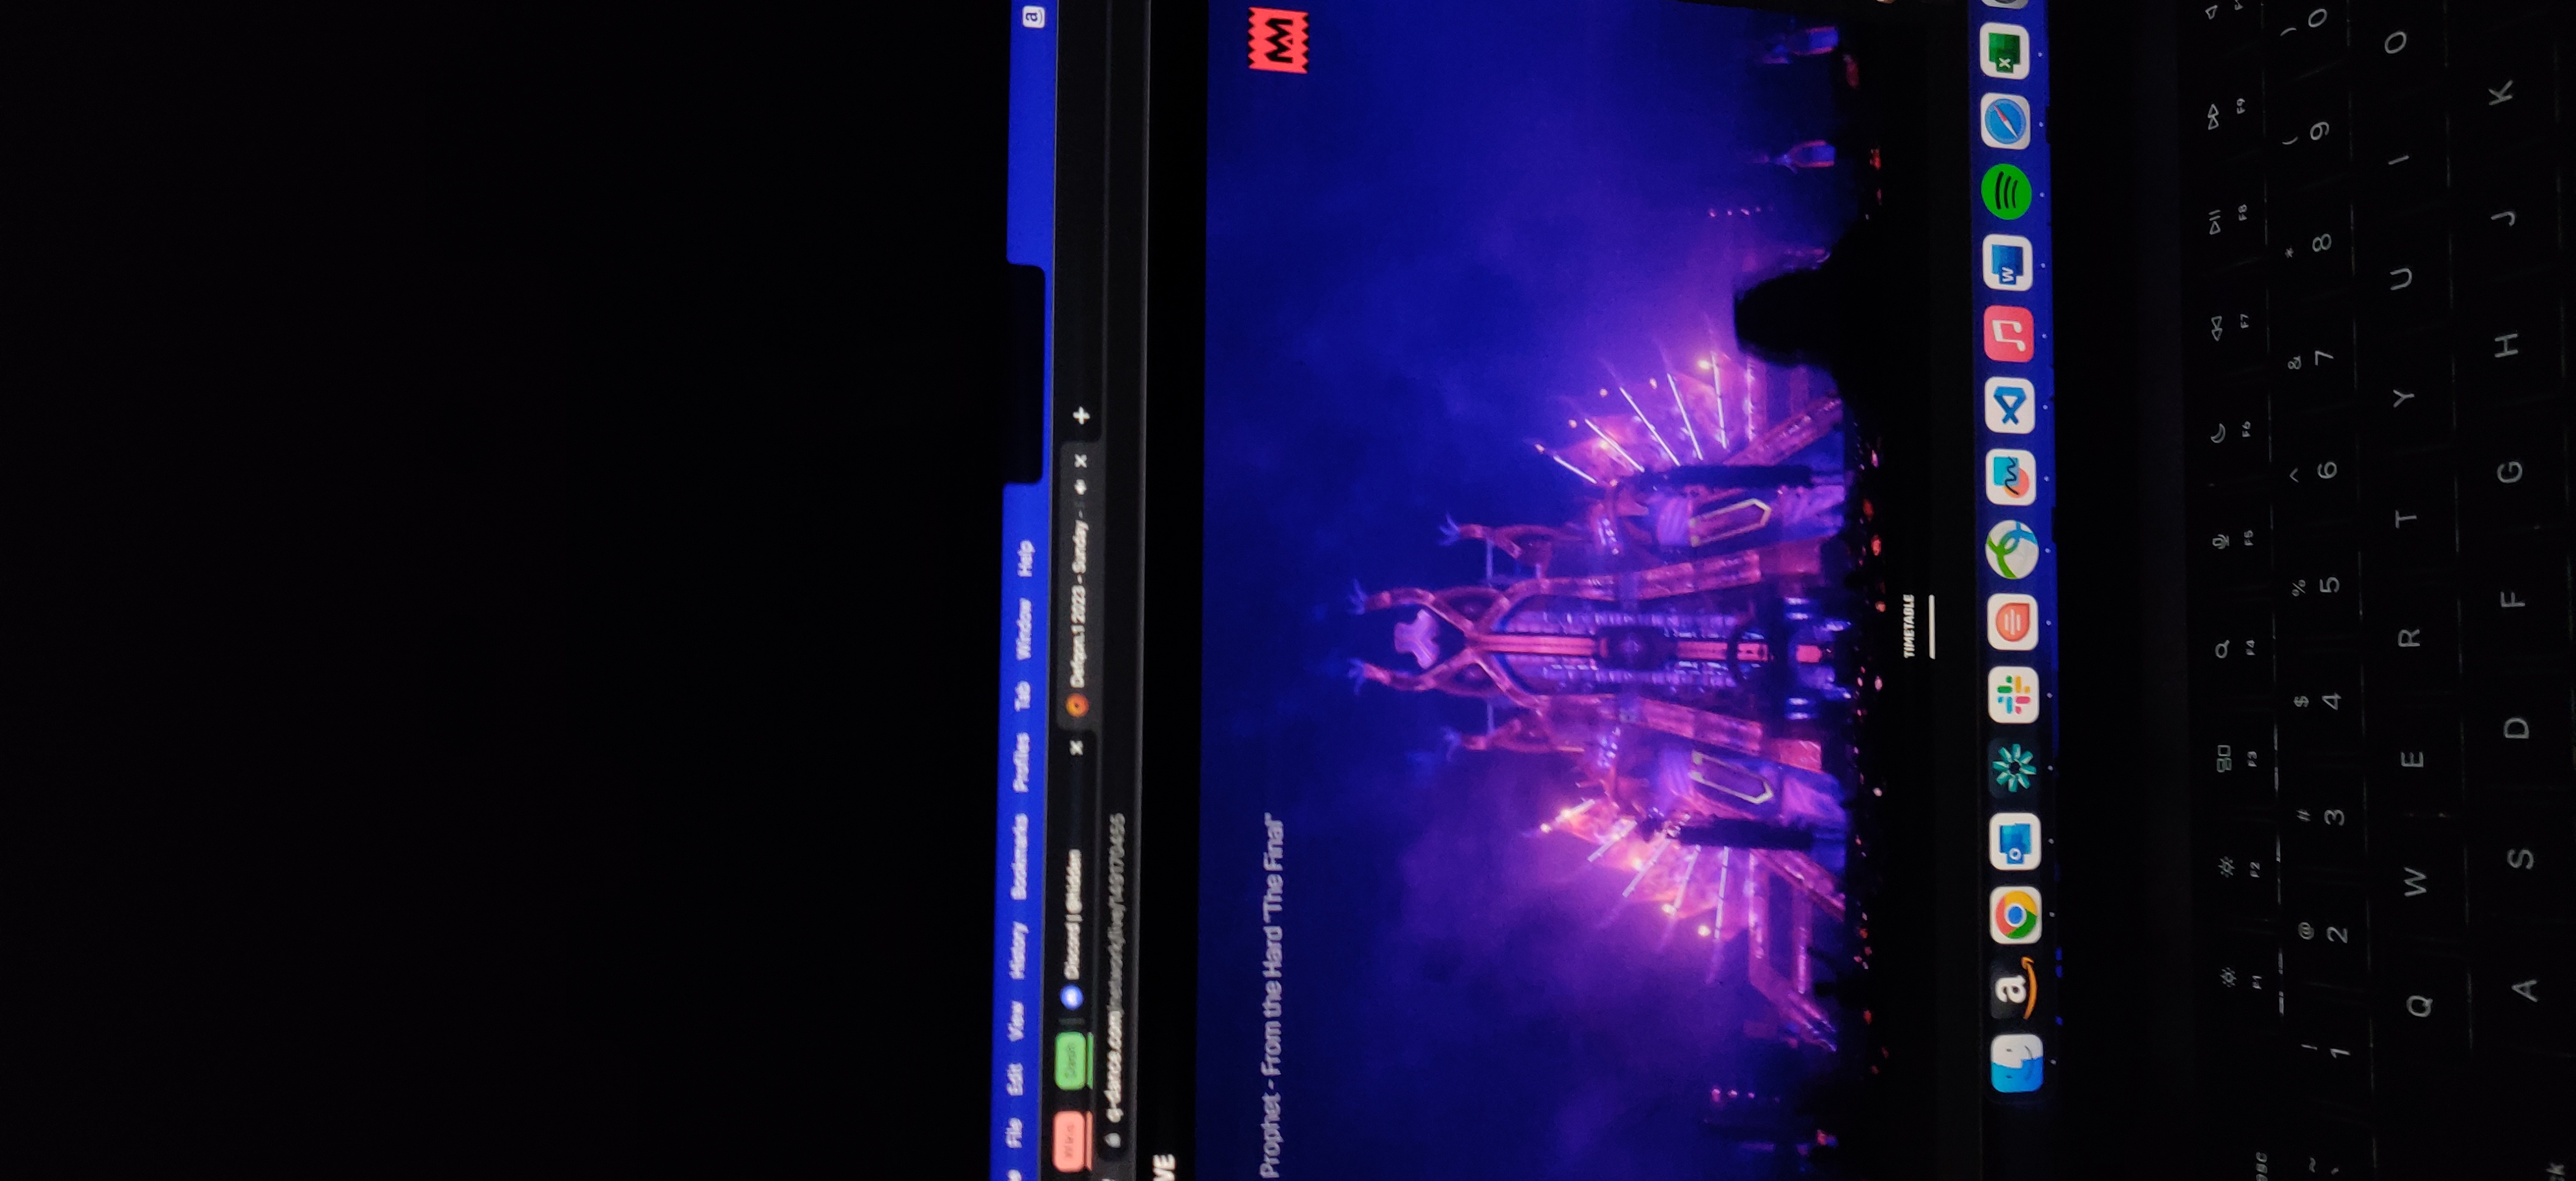 File Edit View History Bookmarks Profiles Tab Window Help
a
Dash Discord | @hidden Defqon.1 2023 - Sunday -
q-dance.com/network/live/149170455
VE
Prophet - From the Hard "The Final"
TIMETABLE
a W X
F1 F2 F3 F4 F5 F6 F7 F8 F9
esc
~ ! @ # $ % ^ & * ( )
` 1 2 3 4 5 6 7 8 9 0
Q W E R T Y U I O
A S D F G H J K
ck